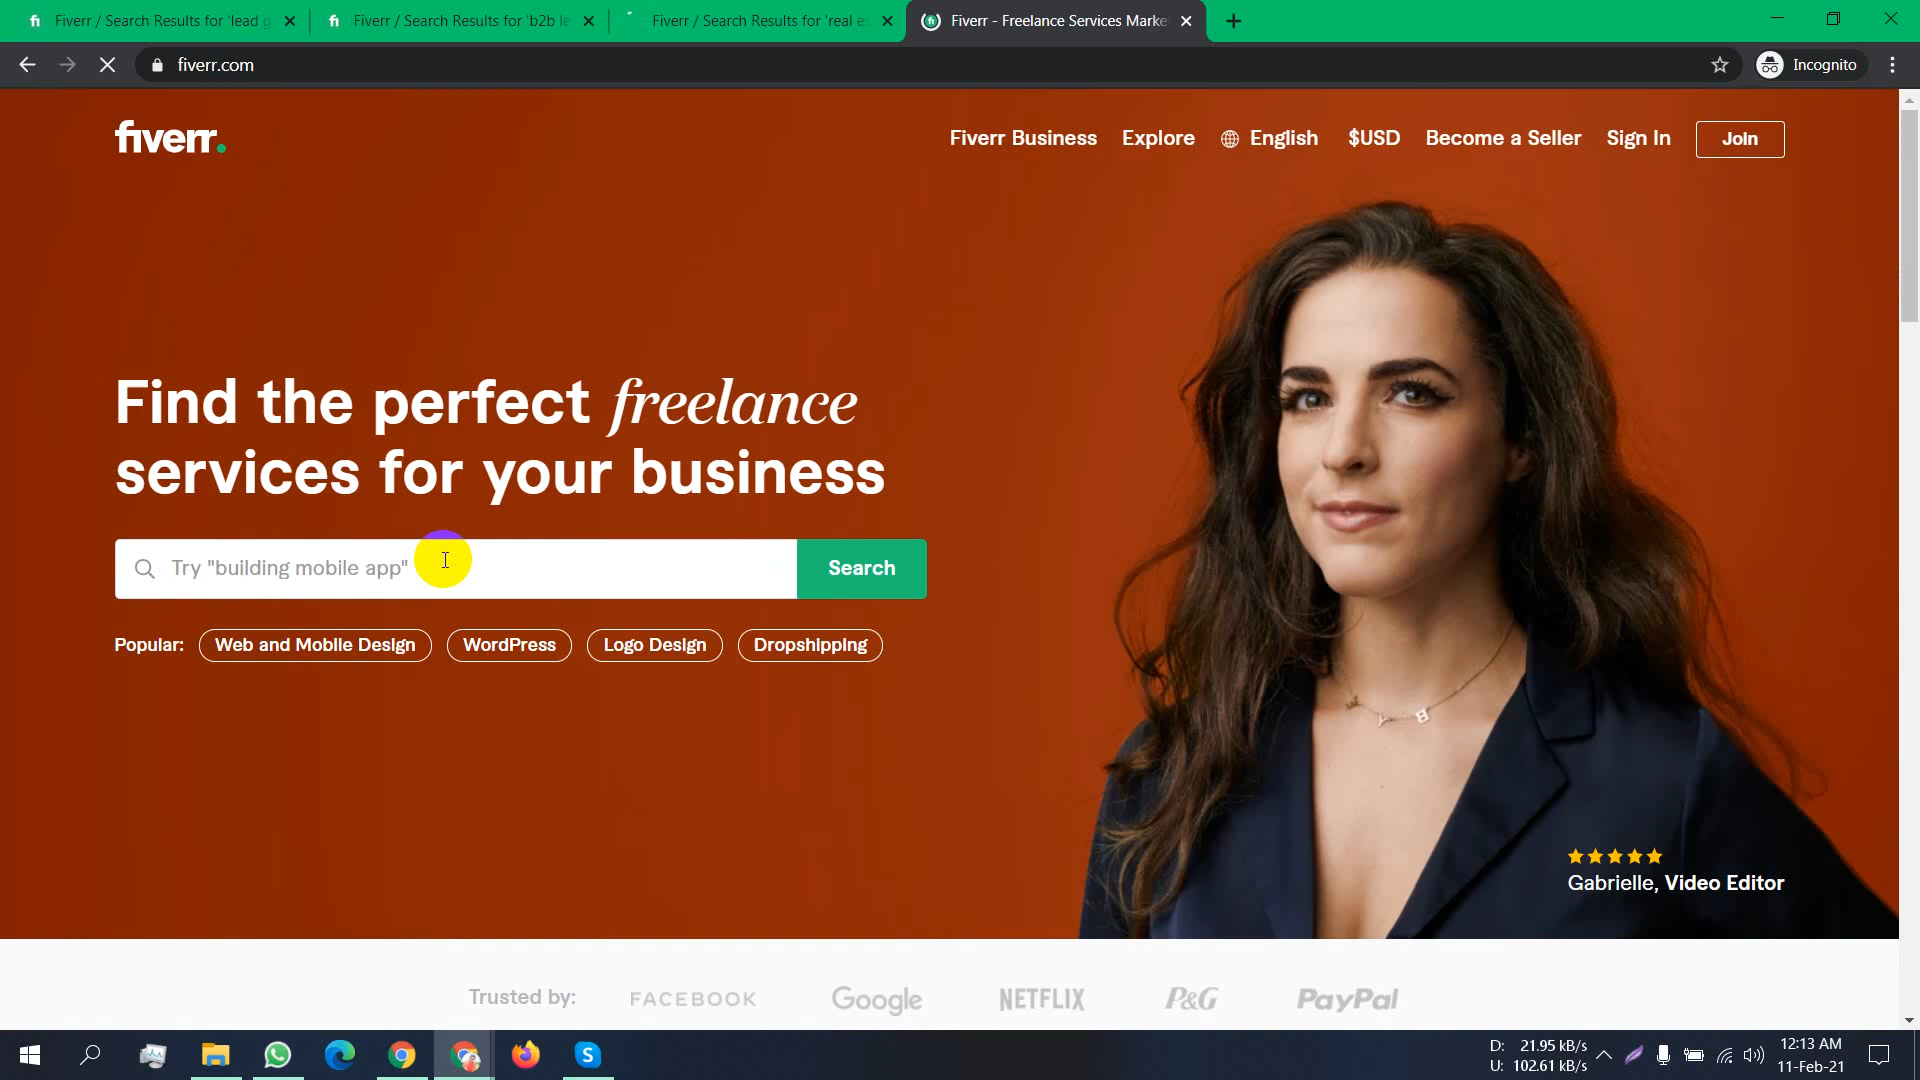 Fiverr / Search Results for 'lead g
Fiverr / Search Results for 'b2b le
Fiverr / Search Results for 'real es
Fiverr - Freelance Services Market
fiverr.com
Incognito
fiverr.
Fiverr Business
Explore
English
$USD
Become a Seller
Sign In
Join
Find the perfect freelance
services for your business
Try "building mobile app"
Search
Popular:
Web and Mobile Design
WordPress
Logo Design
Dropshipping
Gabrielle, Video Editor
Trusted by:
FACEBOOK
Google
NETFLIX
P&G
PayPal
D: 21.95 kB/s
U: 102.61 kB/s
12:13 AM
11-Feb-21